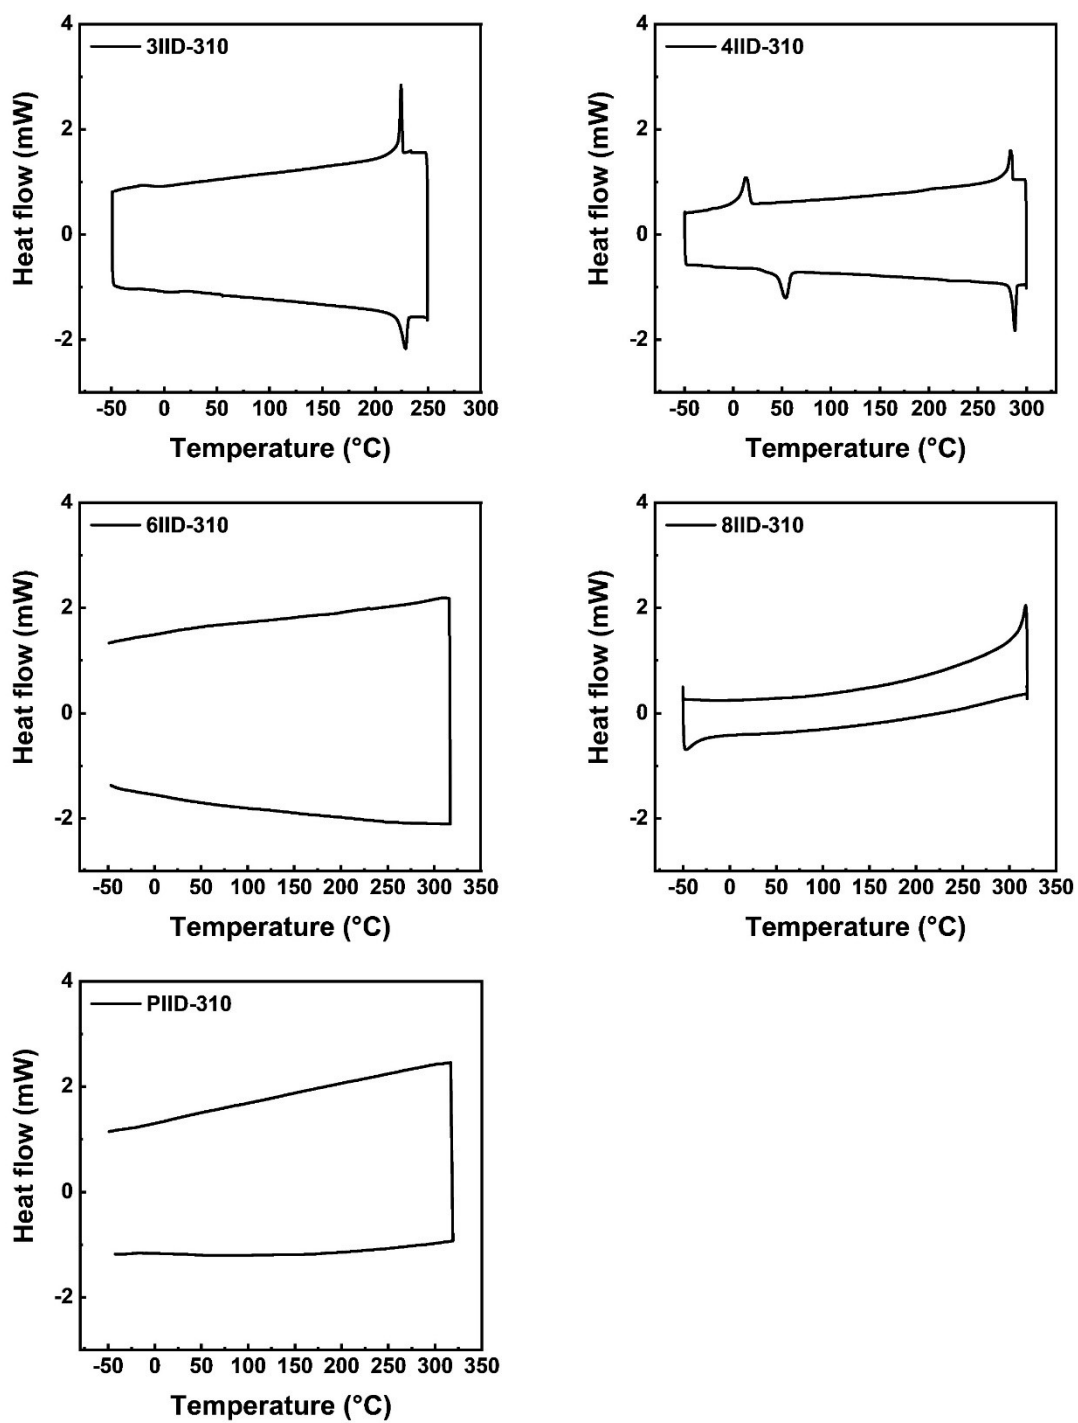 3IID-310
Heat flow (mW)
4
2
0
-2
-50 0 50 100 150 200 250 300
Temperature (°C)
4IID-310
Heat flow (mW)
4
2
0
-2
-50 0 50 100 150 200 250 300
Temperature (°C)
6IID-310
Heat flow (mW)
4
2
0
-2
-50 0 50 100 150 200 250 300 350
Temperature (°C)
8IID-310
Heat flow (mW)
4
2
0
-2
-50 0 50 100 150 200 250 300 350
Temperature (°C)
PIID-310
Heat flow (mW)
4
2
0
-2
-50 0 50 100 150 200 250 300 350
Temperature (°C)